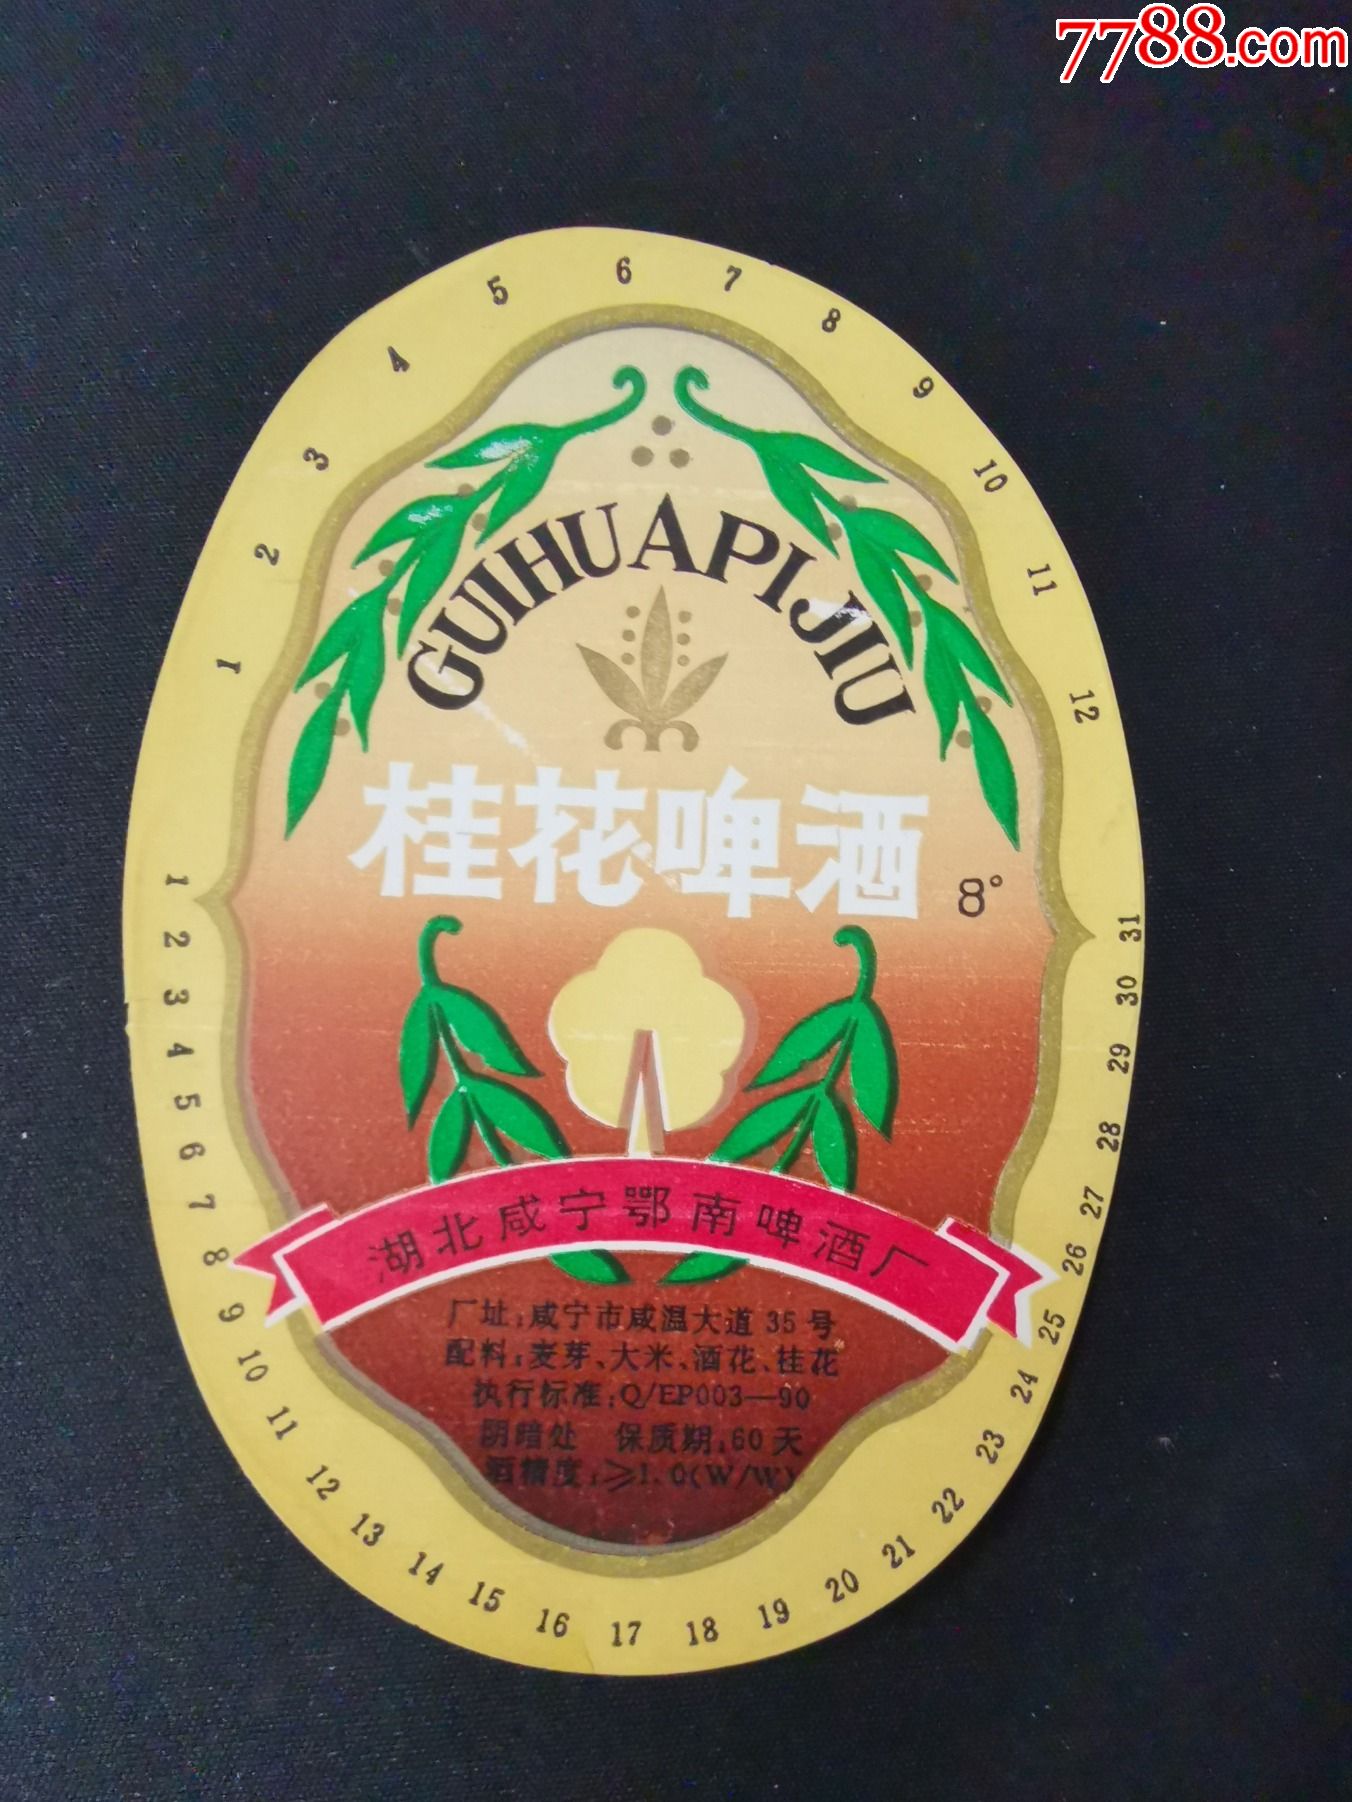 7788.com
1 2 3 4 5 6 7 8 9 10 11 12
GUIHUAPIJIU
桂花啤酒
8°
湖北咸宁鄂南啤酒厂
厂址:咸宁市咸温大道35号
配料:麦芽、大米、酒花、桂花
执行标准:Q/EP003—90
阴暗处 保质期:60天
酒精度:≥1.0(W/W)
1 2 3 4 5 6 7 8 9 10 11 12 13 14 15 16 17 18 19 20 21 22 23 24 25 26 27 28 29 30 31